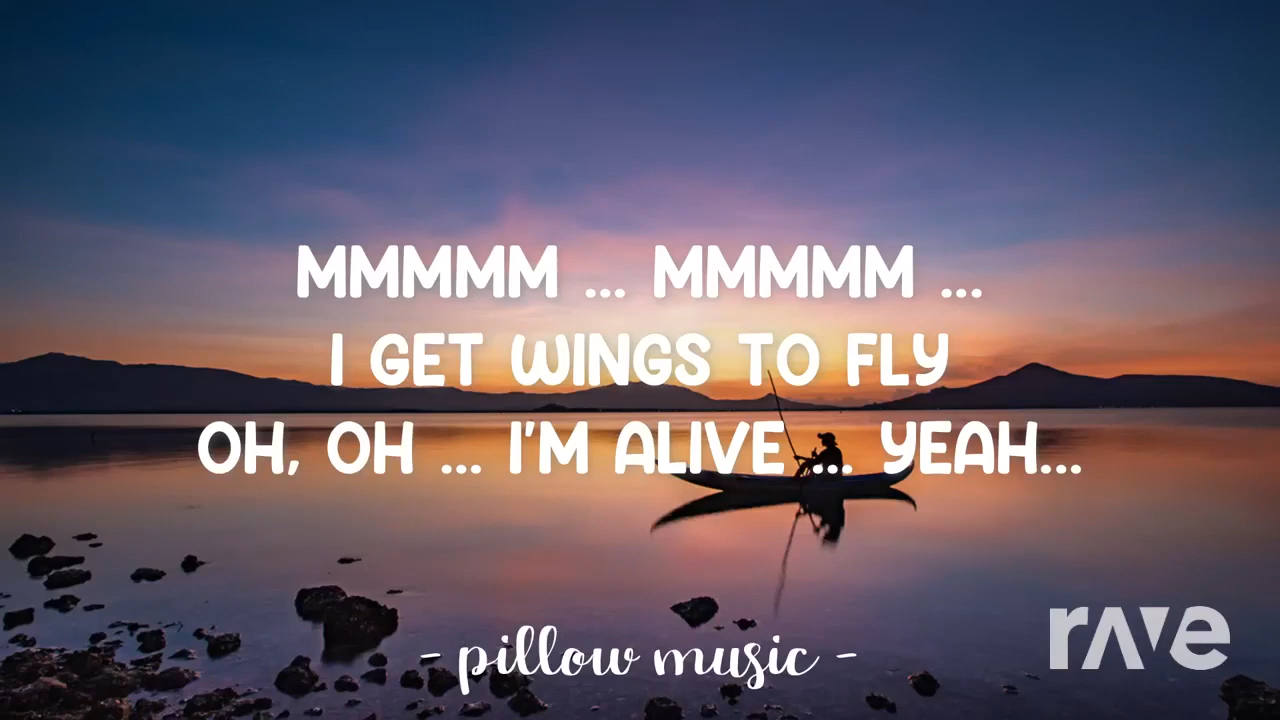 MMMMM ... MMMMM ...
I GET WINGS TO FLY
OH, OH ... I'M ALIVE ... YEAH...
- pillow music -
rave